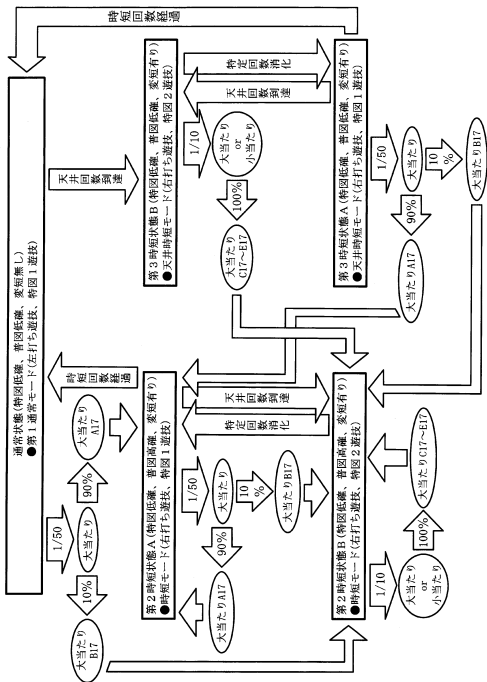 通常状態(特図低確、普図低確、変短無し)
●第1通常モード(左打ち遊技、特図1遊技)
1/50
大当たり
10%
大当たり
B17
90%
大当たり
A17
時短回数経過
天井回数到達
時短回数経過
第2時短状態A(特図低確、普図高確、変短有り)
●時短モード(右打ち遊技、特図1遊技)
1/50
大当たり
90%
大当たりA17
10
%
大当たりB17
特定回数消化
天井回数到達
第3時短状態B(特図低確、普図低確、変短有り)
●天井時短モード(右打ち遊技、特図2遊技)
1/10
大当たり
or
小当たり
100%
大当たり
C17~E17
天井回数到達
特定回数消化
第2時短状態B(特図低確、普図高確、変短有り)
●時短モード(右打ち遊技、特図2遊技)
1/10
大当たり
or
小当たり
100%
大当たりC17~E17
第3時短状態A(特図低確、普図低確、変短有り)
●天井時短モード(右打ち遊技、特図1遊技)
1/50
大当たり
90%
大当たりA17
10
%
大当たりB17